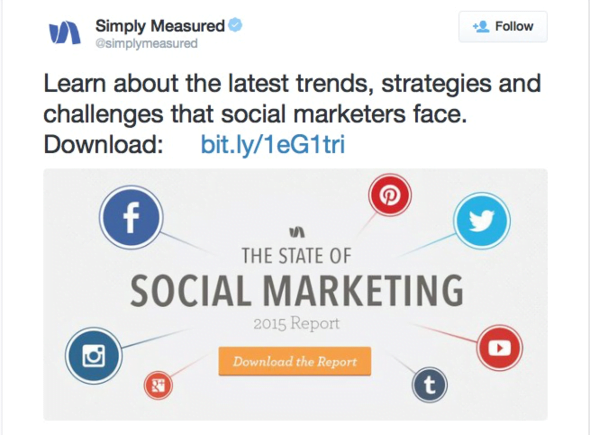 Simply Measured
@simplymeasured
Follow
Learn about the latest trends, strategies and
challenges that social marketers face.
Download: bit.ly/1eG1tri
THE STATE OF
SOCIAL MARKETING
2015 Report
Download the Report